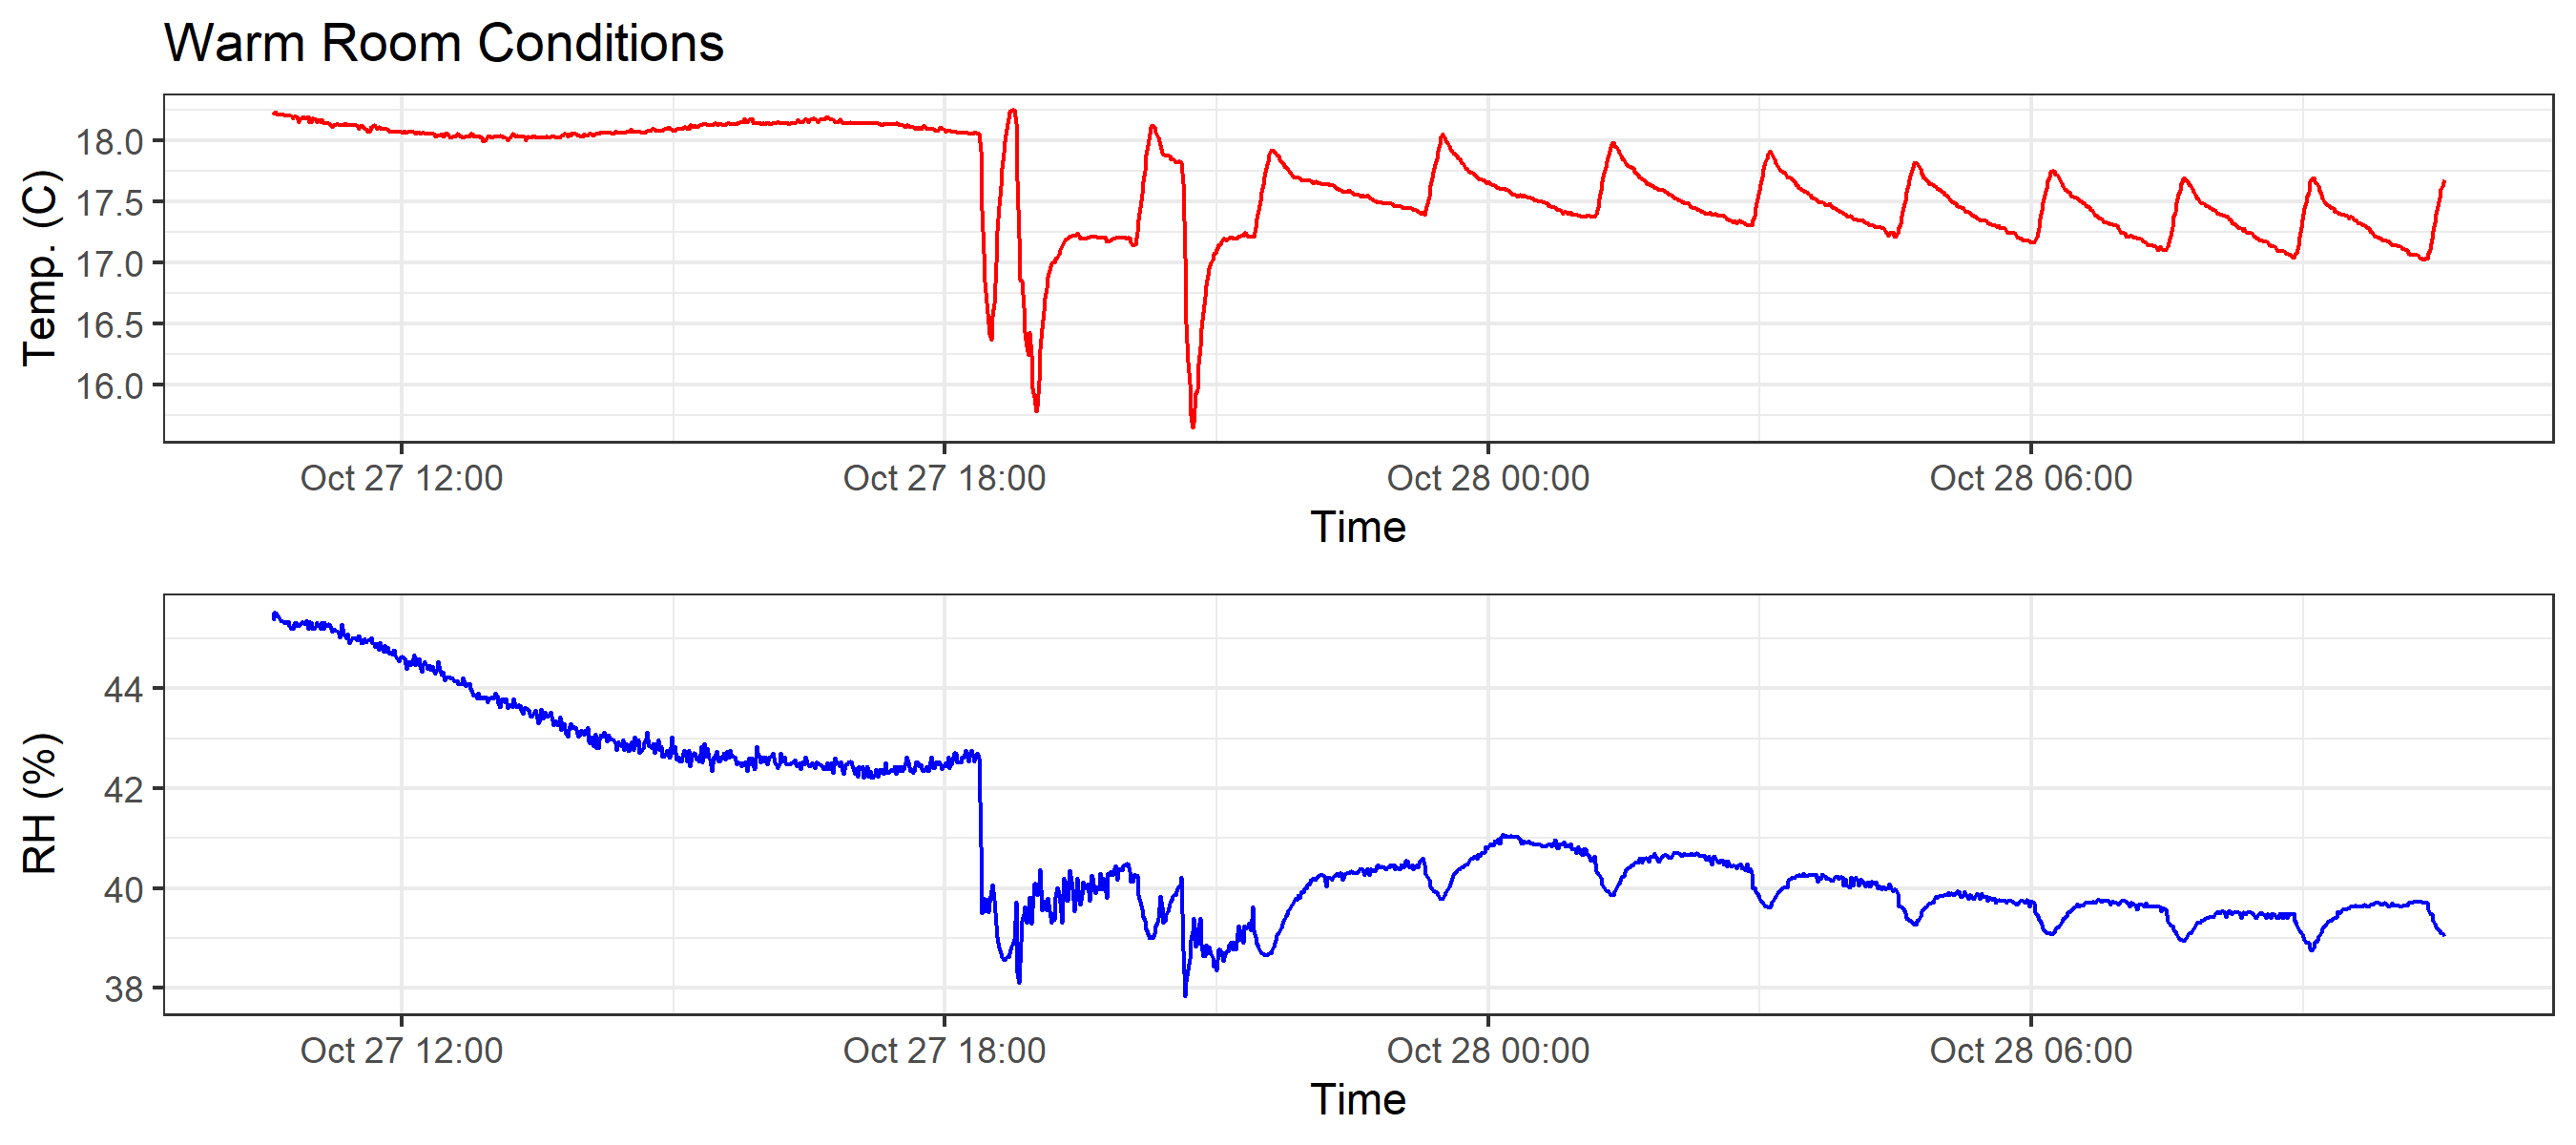 Warm Room Conditions
Temp. (C)
18.0
17.5
17.0
16.5
16.0
Oct 27 12:00 Oct 27 18:00 Oct 28 00:00 Oct 28 06:00
Time
RH (%)
44
42
40
38
Oct 27 12:00 Oct 27 18:00 Oct 28 00:00 Oct 28 06:00
Time